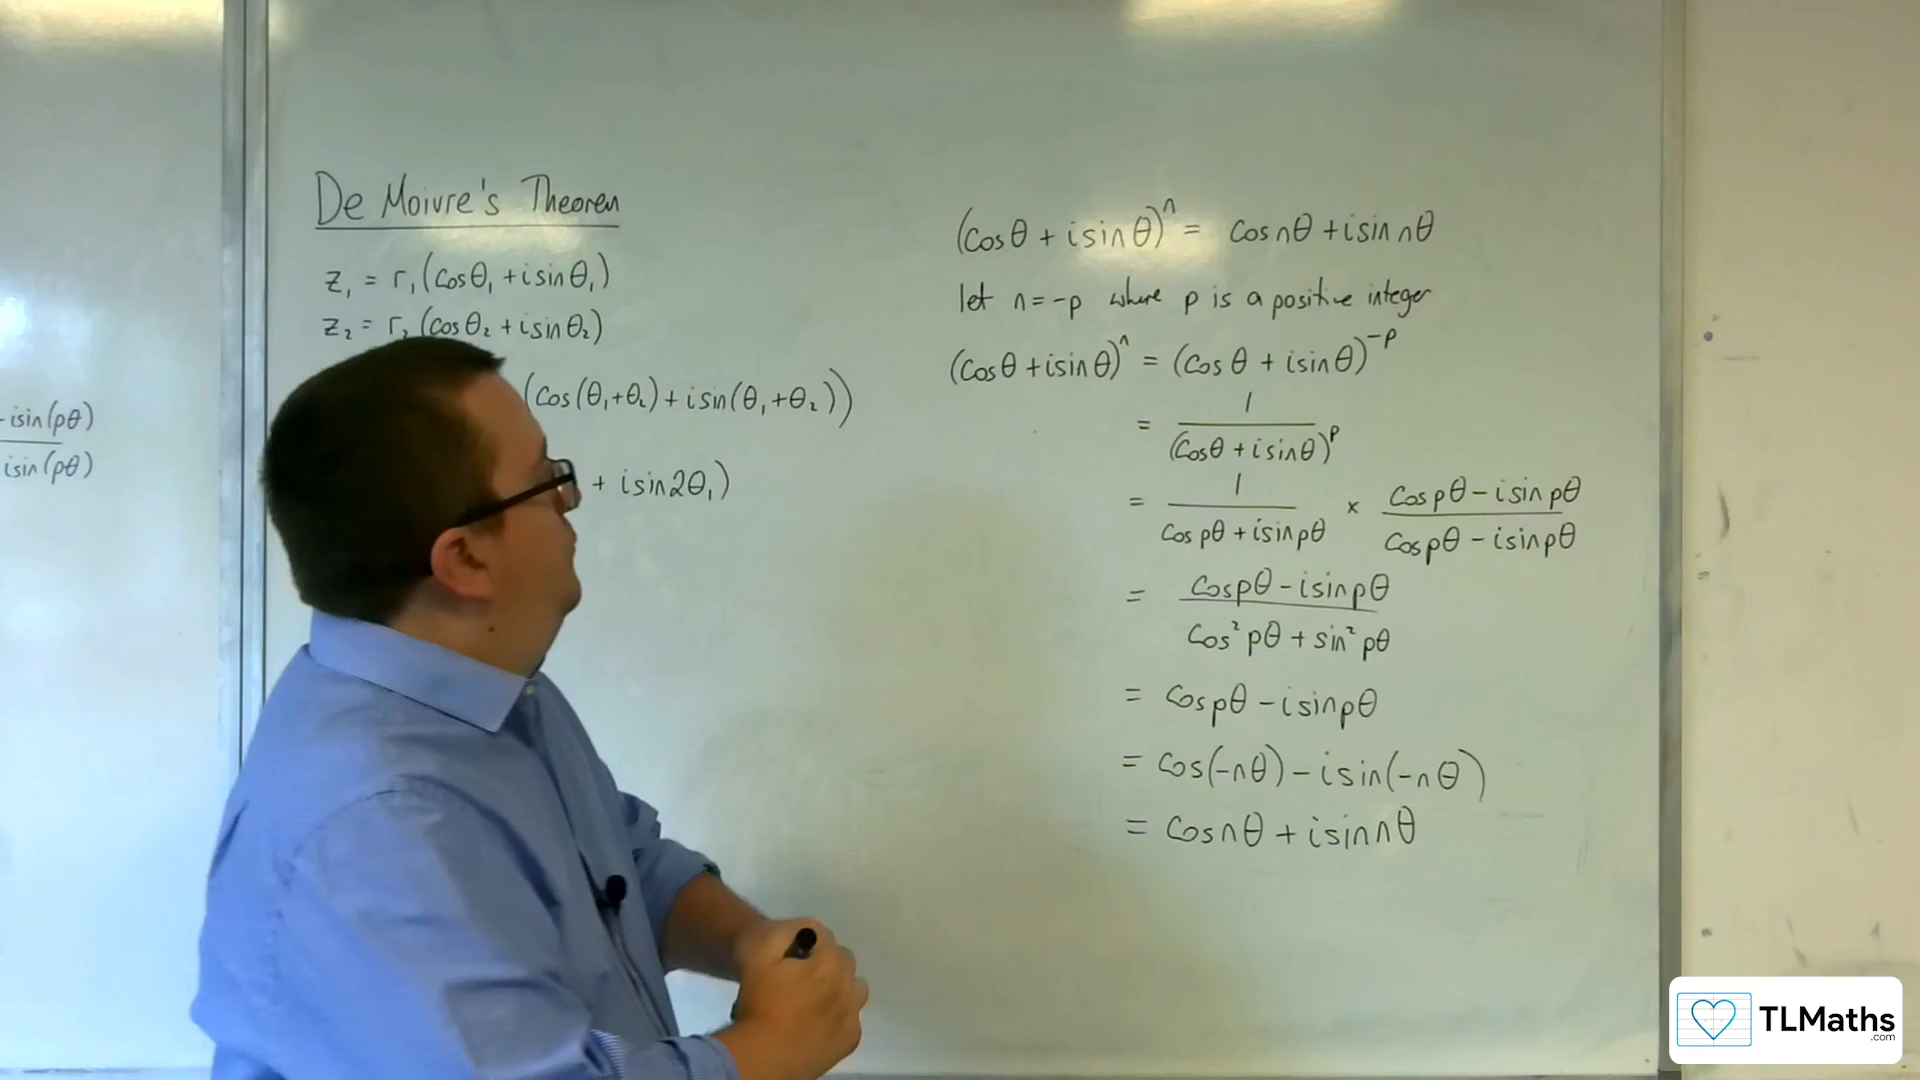 -isin(pθ)
isin(pθ)
De Moivre's Theorem
z₁ = r₁(cosθ₁ + isinθ₁)
z₂ = r₂(cosθ₂ + isinθ₂)
(cos(θ₁+θ₂) + isin(θ₁+θ₂))
+ isin2θ₁)
(cosθ + isinθ)ⁿ = cosnθ + isin nθ
let n = -p where p is a positive integer
(cosθ + isinθ)ⁿ = (cosθ + isinθ)⁻ᵖ
= 1 / (cosθ + isinθ)ᵖ
= 1 / (cospθ + isinpθ) × (cospθ - isinpθ) / (cospθ - isinpθ)
= (cospθ - isinpθ) / (cos²pθ + sin²pθ)
= cospθ - isinpθ
= cos(-nθ) - isin(-nθ)
= cosnθ + isinnθ
TLMaths
.com